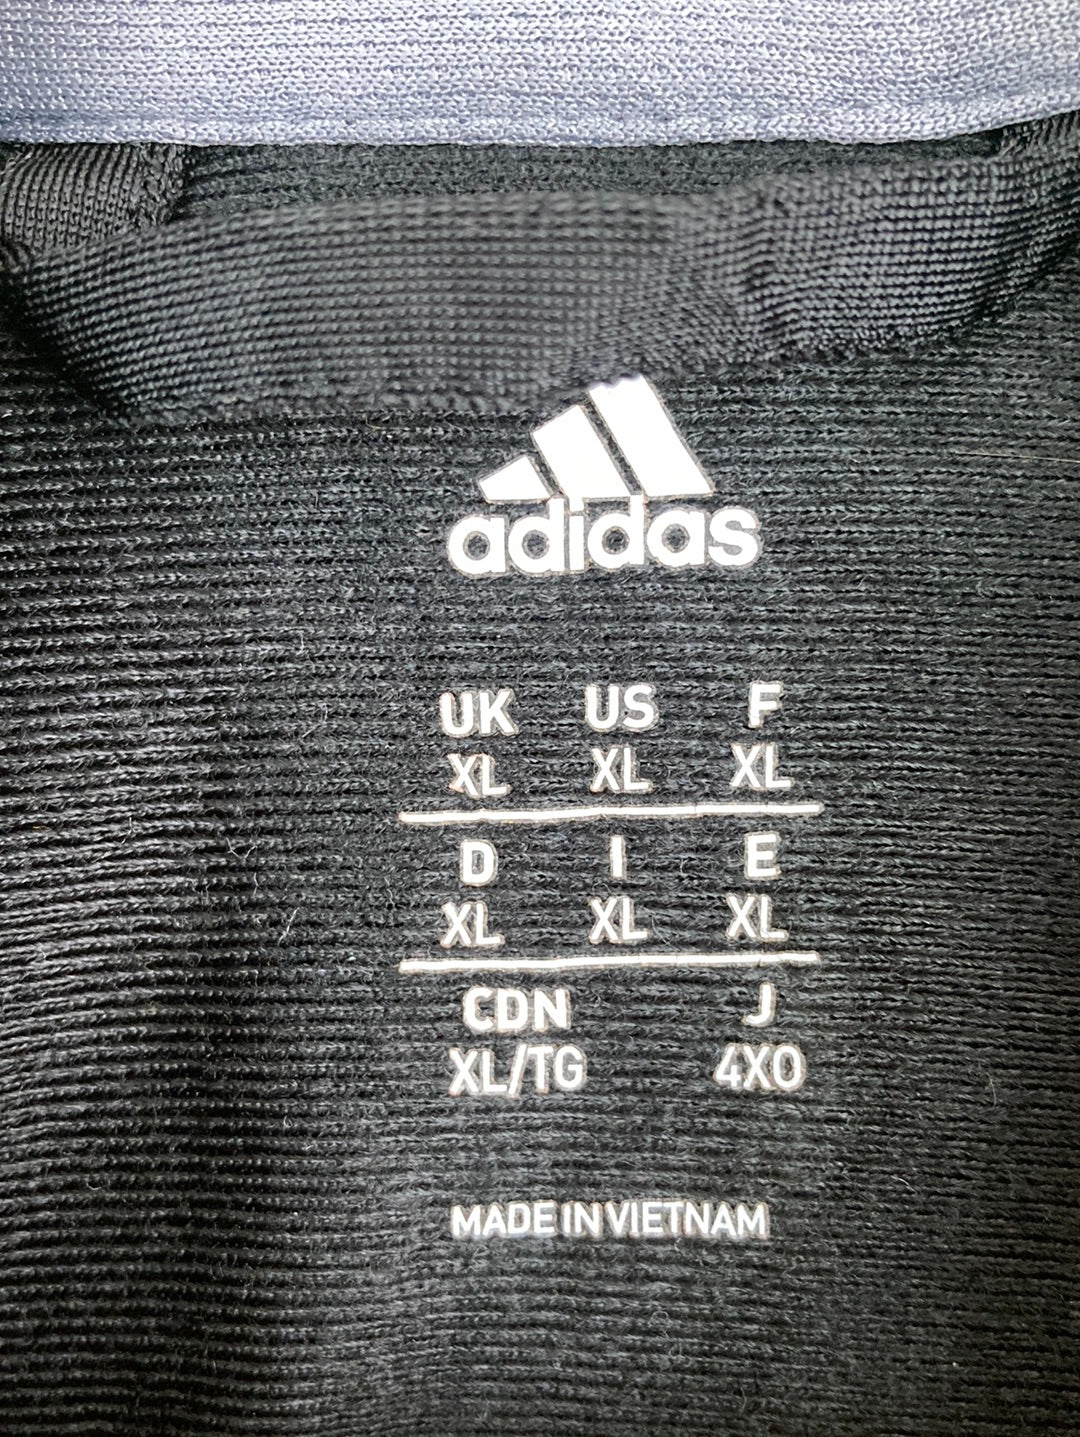 adidas
UK US F
XL XL XL
D I E
XL XL XL
CDN J
XL/TG 4XO
MADE IN VIETNAM